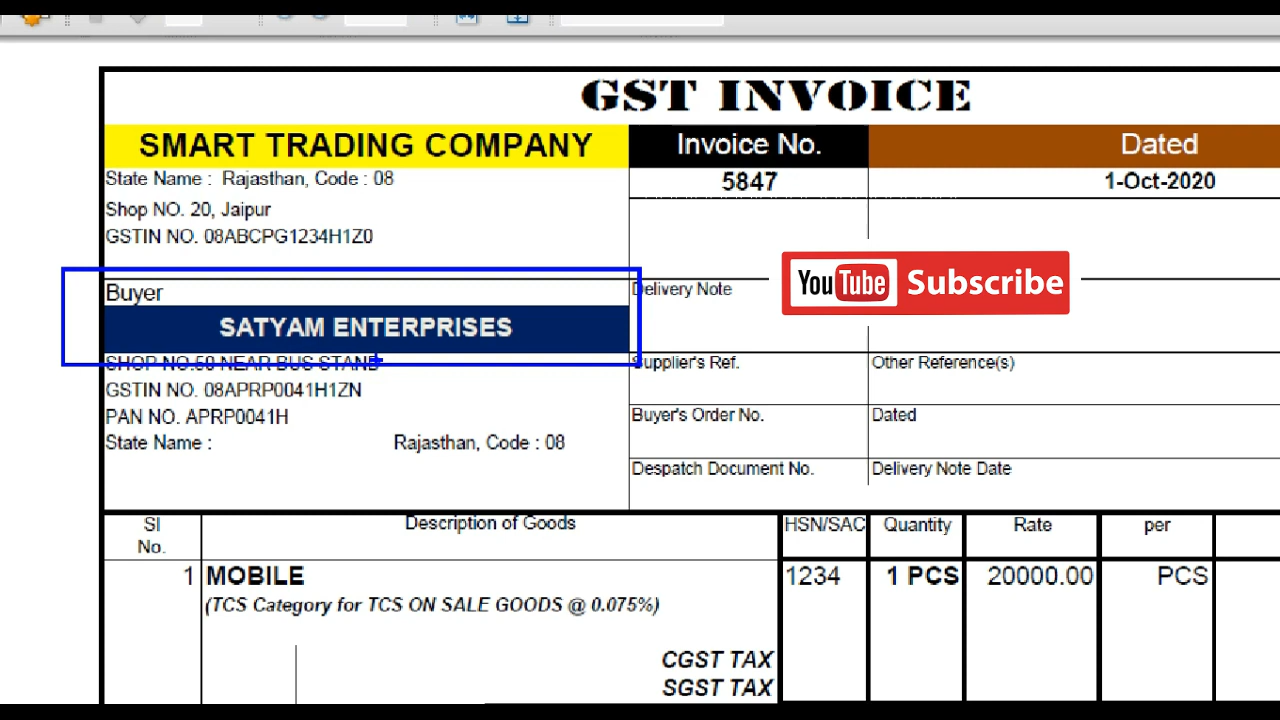 GST INVOICE
SMART TRADING COMPANY
Invoice No.
Dated
State Name : Rajasthan, Code : 08
5847
1-Oct-2020
Shop NO. 20, Jaipur
GSTIN NO. 08ABCPG1234H1Z0
Buyer
Delivery Note
YouTube Subscribe
SATYAM ENTERPRISES
SHOP NO.50 NEAR BUS STAND
Supplier's Ref.
Other Reference(s)
GSTIN NO. 08APRP0041H1ZN
PAN NO. APRP0041H
Buyer's Order No.
Dated
State Name : Rajasthan, Code : 08
Despatch Document No.
Delivery Note Date
Sl No.
Description of Goods
HSN/SAC
Quantity
Rate
per
1 MOBILE 1234 1 PCS 20000.00 PCS
(TCS Category for TCS ON SALE GOODS @ 0.075%)
CGST TAX
SGST TAX